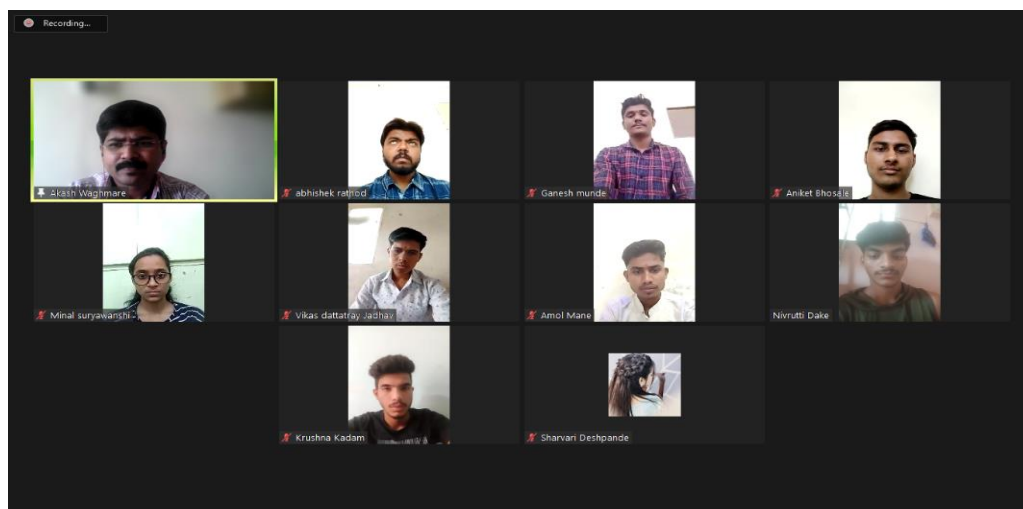 Recording...
Akash Waghmare
abhishek rathod
Ganesh munde
Aniket Bhosale
Minal suryawanshi
Vikas dattatray Jadhav
Amol Mane
Nivrutti Dake
Krushna Kadam
Sharvari Deshpande